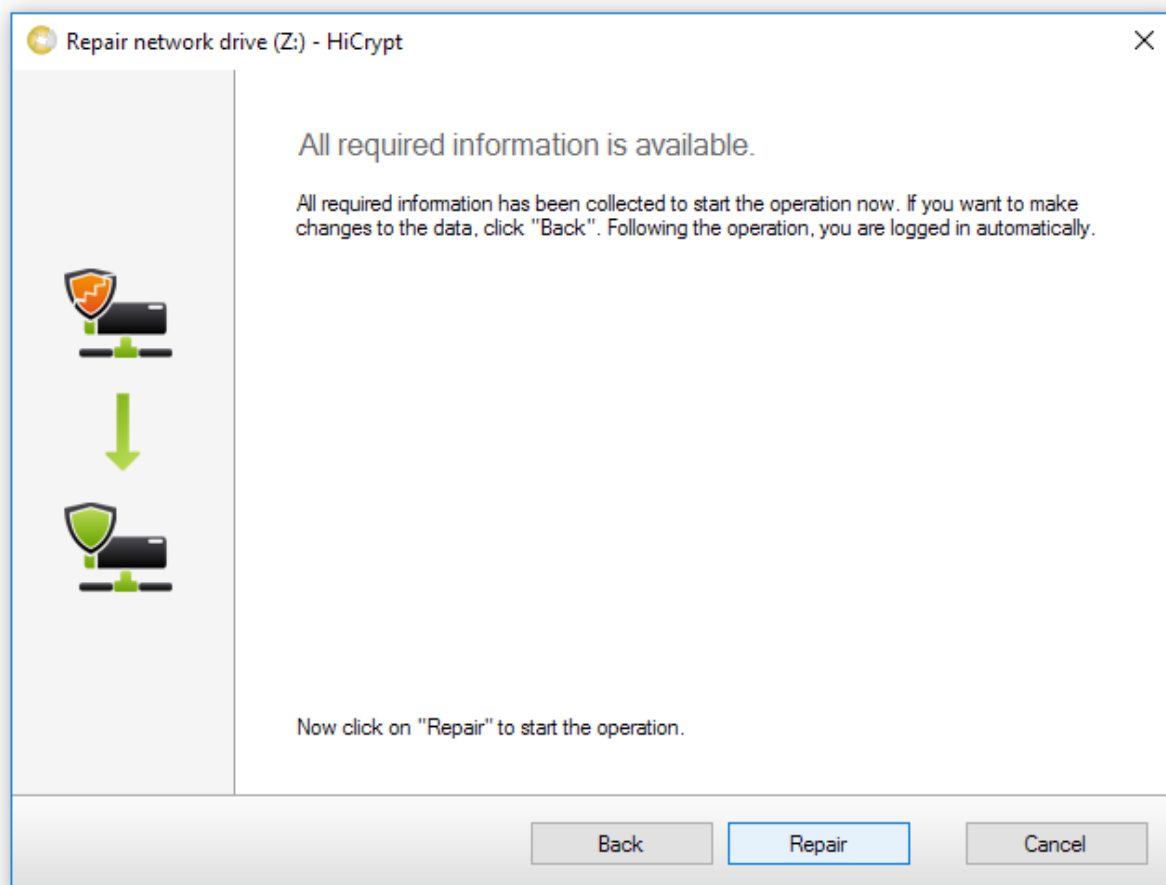 Repair network drive (Z:) - HiCrypt
All required information is available.
All required information has been collected to start the operation now. If you want to make
changes to the data, click "Back". Following the operation, you are logged in automatically.
Now click on "Repair" to start the operation.
Back
Repair
Cancel